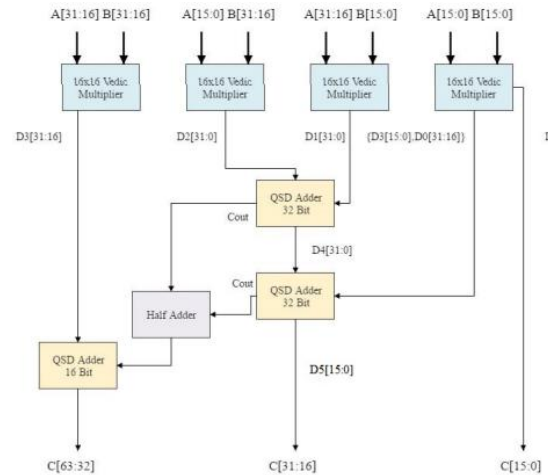 A[31:16] B[31:16]
A[15:0] B[31:16]
A[31:16] B[15:0]
A[15:0] B[15:0]
16x16 Vedic
Multiplier
16x16 Vedic
Multiplier
16x16 Vedic
Multiplier
16x16 Vedic
Multiplier
D3[31:16]
D2[31:0]
D1[31:0]
{D3[15:0],D0[31:16]}
D
QSD Adder
32 Bit
Cout
D4[31:0]
Cout
QSD Adder
32 Bit
Half Adder
QSD Adder
16 Bit
D5[15:0]
C[63:32]
C[31:16]
C[15:0]